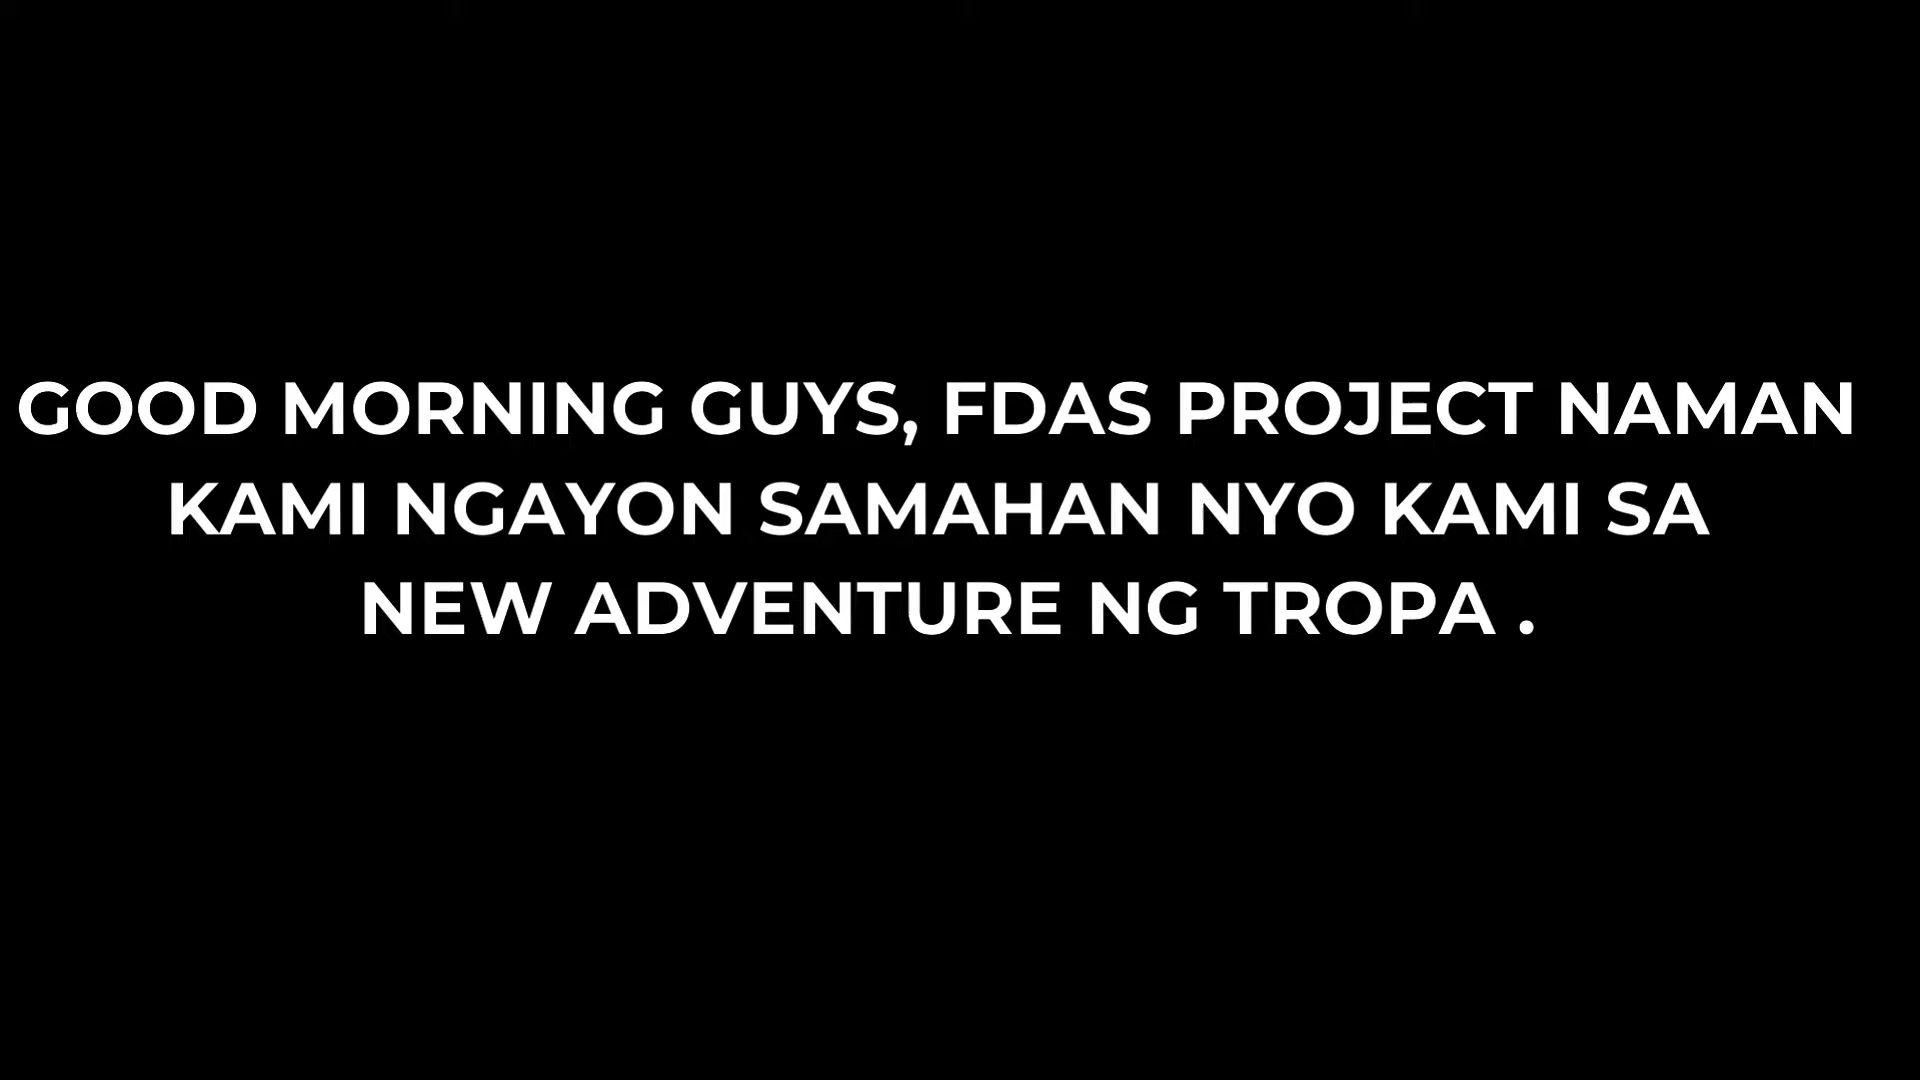 GOOD MORNING GUYS, FDAS PROJECT NAMAN
KAMI NGAYON SAMAHAN NYO KAMI SA
NEW ADVENTURE NG TROPA .